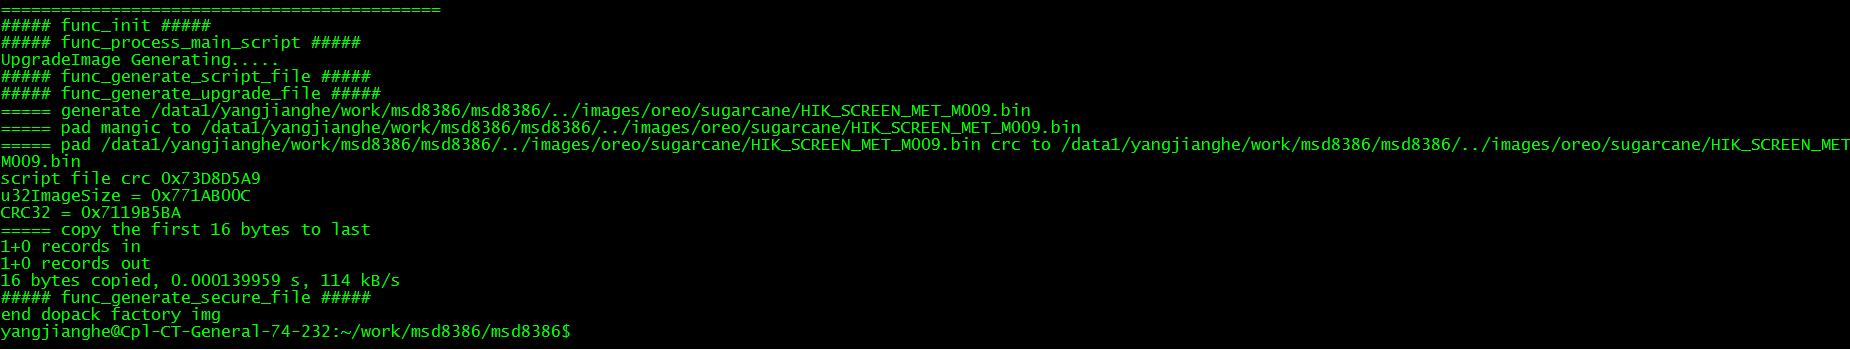 ============================================
##### func_init #####
##### func_process_main_script #####
UpgradeImage Generating.....
##### func_generate_script_file #####
##### func_generate_upgrade_file #####
===== generate /data1/yangjianghe/work/msd8386/msd8386/../images/oreo/sugarcane/HIK_SCREEN_MET_M009.bin
===== pad mangic to /data1/yangjianghe/work/msd8386/msd8386/../images/oreo/sugarcane/HIK_SCREEN_MET_M009.bin
===== pad /data1/yangjianghe/work/msd8386/msd8386/../images/oreo/sugarcane/HIK_SCREEN_MET_M009.bin crc to /data1/yangjianghe/work/msd8386/msd8386/../images/oreo/sugarcane/HIK_SCREEN_MET
M009.bin
script file crc 0x73D8D5A9
u32ImageSize = 0x771AB00C
CRC32 = 0x7119B5BA
===== copy the first 16 bytes to last
1+0 records in
1+0 records out
16 bytes copied, 0.000139959 s, 114 kB/s
##### func_generate_secure_file #####
end dopack factory img
yangjianghe@Cpl-CT-General-74-232:~/work/msd8386/msd8386$